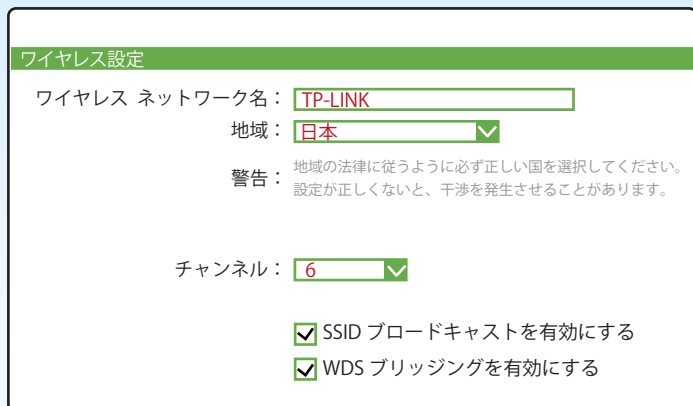 ワイヤレス設定
ワイヤレス ネットワーク名： TP-LINK
地域： 日本
警告： 地域の法律に従うように必ず正しい国を選択してください。
設定が正しくないと、干渉を発生させることがあります。
チャンネル： 6
SSID ブロードキャストを有効にする
WDS ブリッジングを有効にする